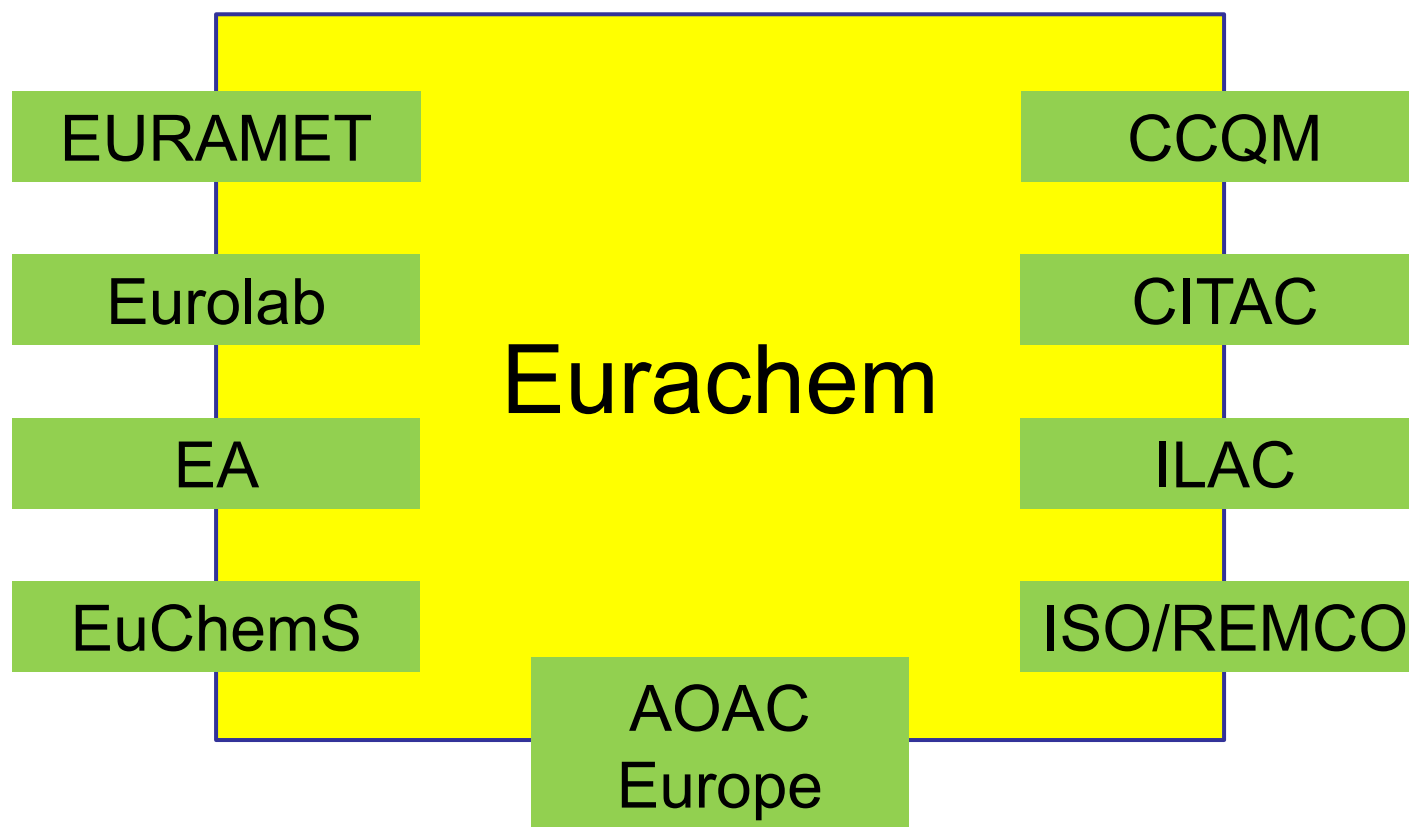 EURAMET
CCQM
Eurolab
CITAC
Eurachem
EA
ILAC
EuChemS
ISO/REMCO
AOAC
Europe